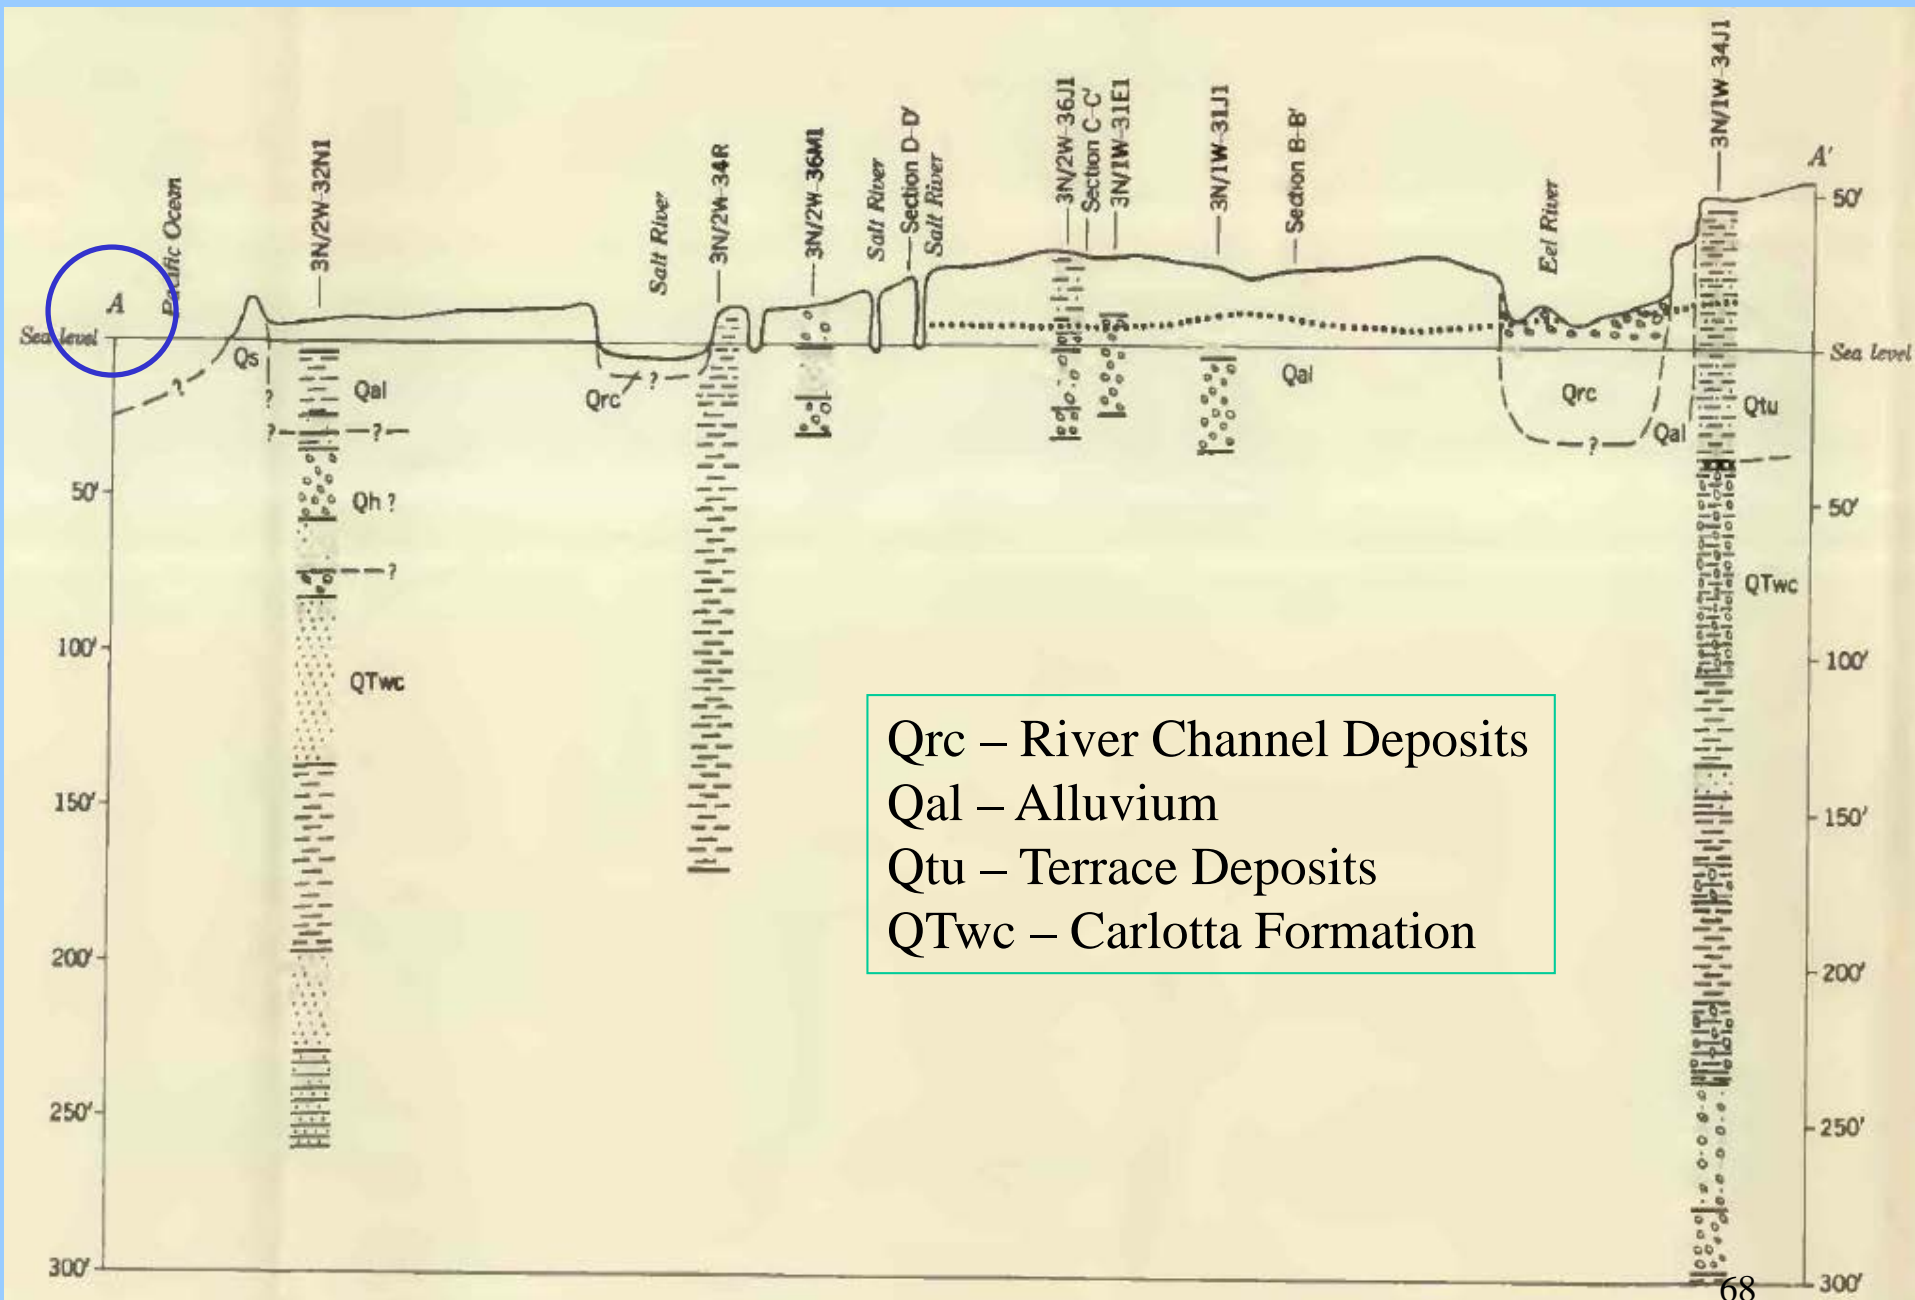 3N/1W-34J1
3N/2W-36J1
Section C-C'
3N/1W-31E1
3N/1W-31J1
Section B-B'
3N/2W-36M1
Salt River
Section D-D'
Salt River
3N/2W-32N1
3N/2W-34R
Salt River
Pacific Ocean
Eel River
A
A'
50'
Sea level
Sea level
Qs
?
?
Qal
Qrc
?
Qal
Qrc
Qtu
?
?
?
Qal
50'
Qh ?
50'
?
QTwc
100'
QTwc
100'
Qrc – River Channel Deposits
Qal – Alluvium
Qtu – Terrace Deposits
QTwc – Carlotta Formation
150'
150'
200'
200'
250'
250'
300'
300'
68